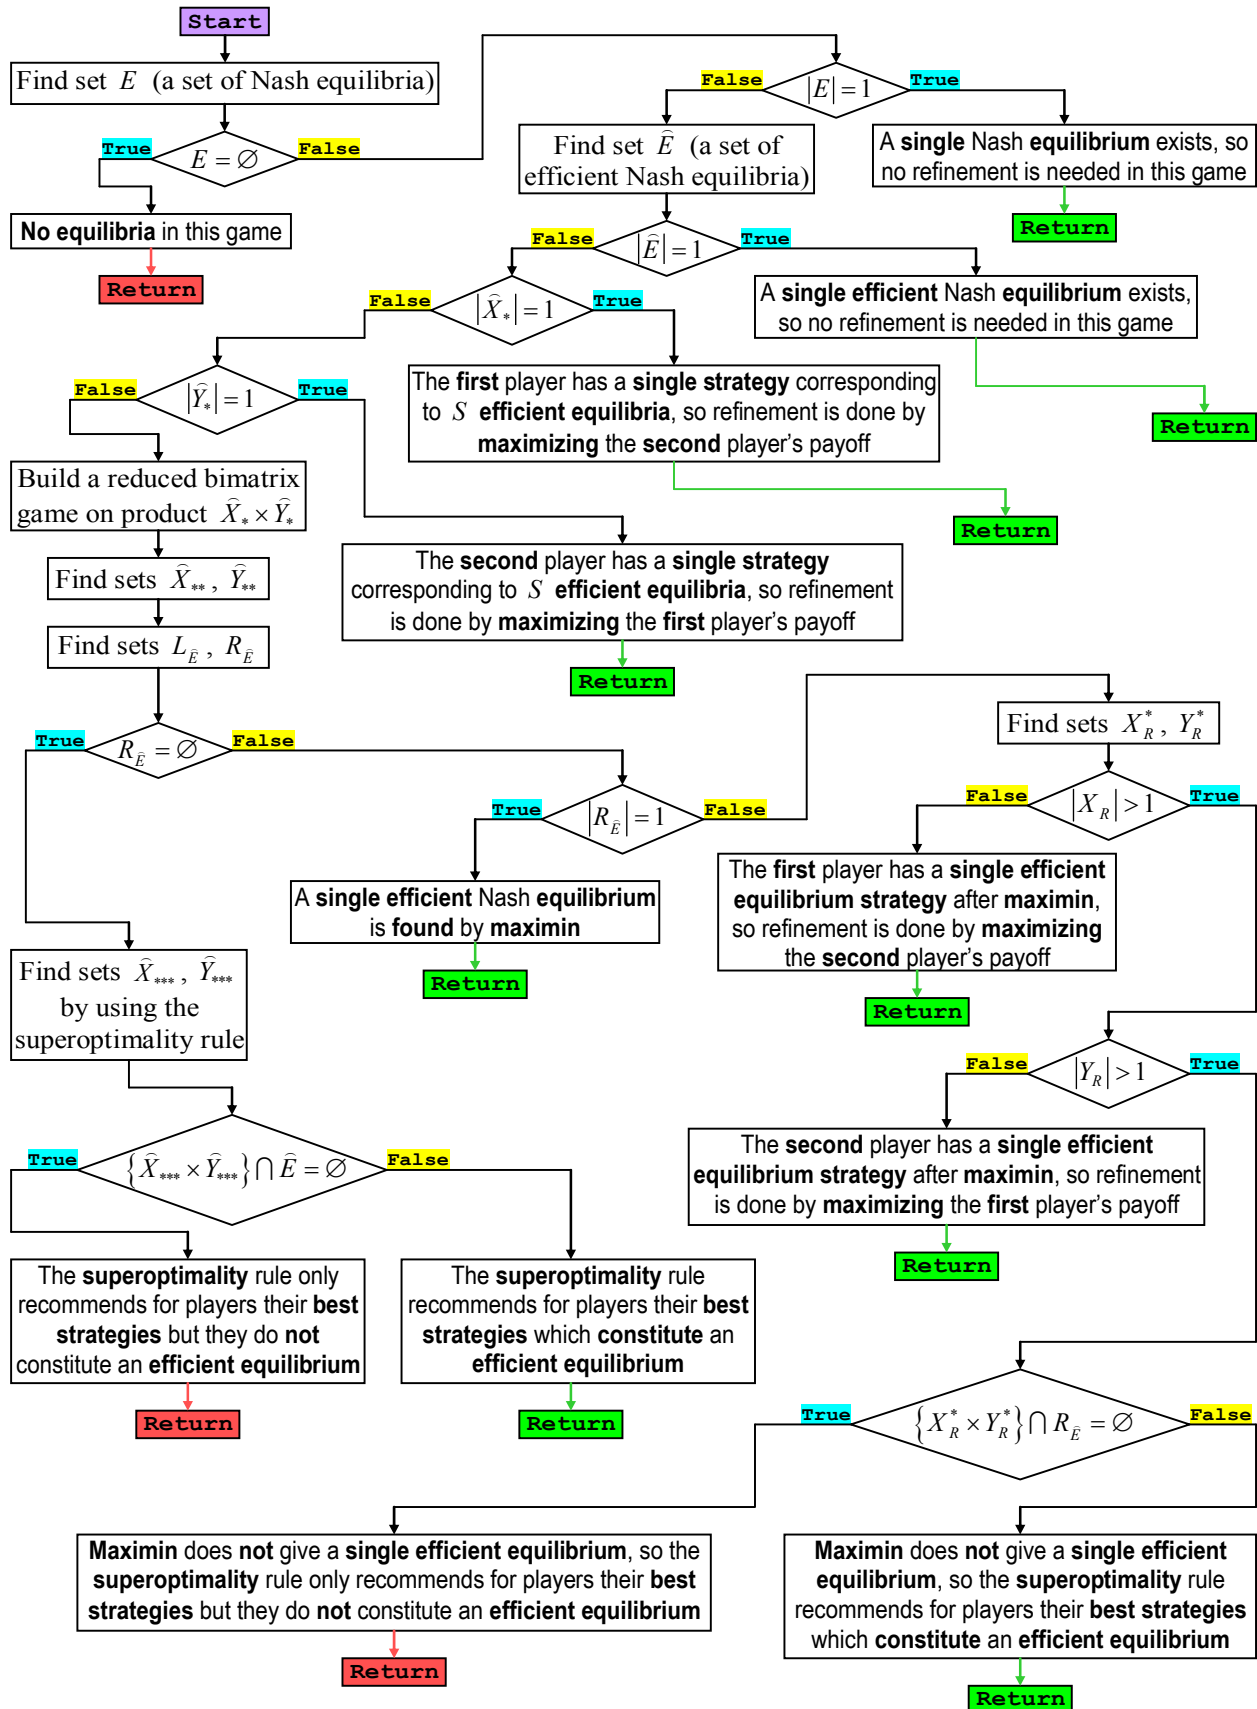 Start
Find set E (a set of Nash equilibria)
True
E = ∅
False
No equilibria in this game
Return
False
|E| = 1
True
A single Nash equilibrium exists, so
no refinement is needed in this game
Return
Find set Ê (a set of
efficient Nash equilibria)
False
|Ê| = 1
True
A single efficient Nash equilibrium exists,
so no refinement is needed in this game
Return
False
|X̂_*| = 1
True
The first player has a single strategy corresponding
to S efficient equilibria, so refinement is done by
maximizing the second player's payoff
Return
False
|Ŷ_*| = 1
True
The second player has a single strategy
corresponding to S efficient equilibria, so refinement
is done by maximizing the first player's payoff
Return
Build a reduced bimatrix
game on product X̂_* × Ŷ_*
Find sets X̂_**, Ŷ_**
Find sets L_Ê, R_Ê
True
R_Ê = ∅
False
True
|R_Ê| = 1
False
A single efficient Nash equilibrium
is found by maximin
Return
Find sets X_R^*, Y_R^*
False
|X_R| > 1
True
The first player has a single efficient
equilibrium strategy after maximin,
so refinement is done by maximizing
the second player's payoff
Return
False
|Y_R| > 1
True
The second player has a single efficient
equilibrium strategy after maximin, so refinement
is done by maximizing the first player's payoff
Return
Find sets X̂_***, Ŷ_***
by using the
superoptimality rule
True
{X̂_*** × Ŷ_***} ∩ Ê = ∅
False
The superoptimality rule only
recommends for players their best
strategies but they do not
constitute an efficient equilibrium
Return
The superoptimality rule
recommends for players their best
strategies which constitute an
efficient equilibrium
Return
True
{X_R^* × Y_R^*} ∩ R_Ê = ∅
False
Maximin does not give a single efficient equilibrium, so the
superoptimality rule only recommends for players their best
strategies but they do not constitute an efficient equilibrium
Return
Maximin does not give a single efficient
equilibrium, so the superoptimality rule
recommends for players their best strategies
which constitute an efficient equilibrium
Return